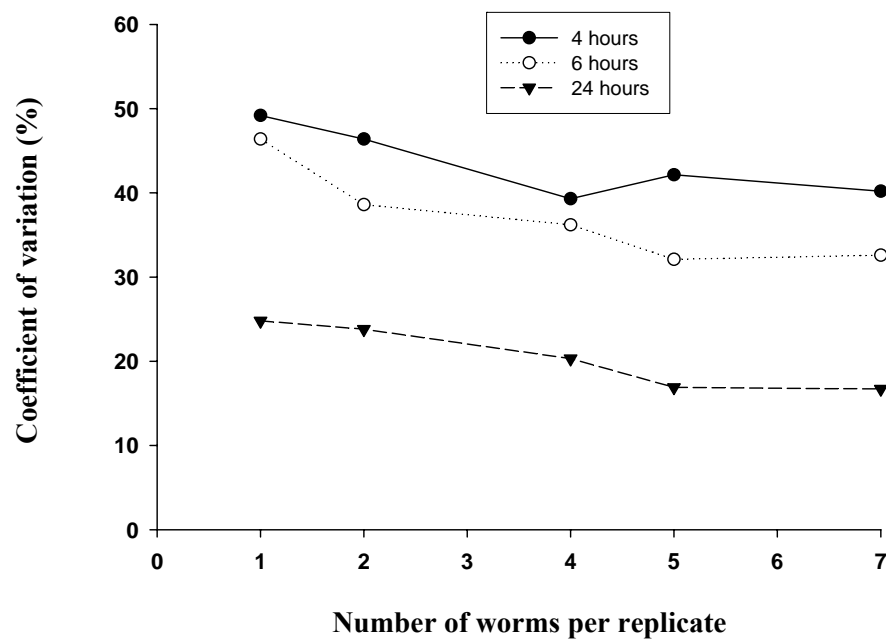 60
50
40
30
20
10
0
Coefficient of variation (%)
4 hours
6 hours
24 hours
0 1 2 3 4 5 6 7
Number of worms per replicate